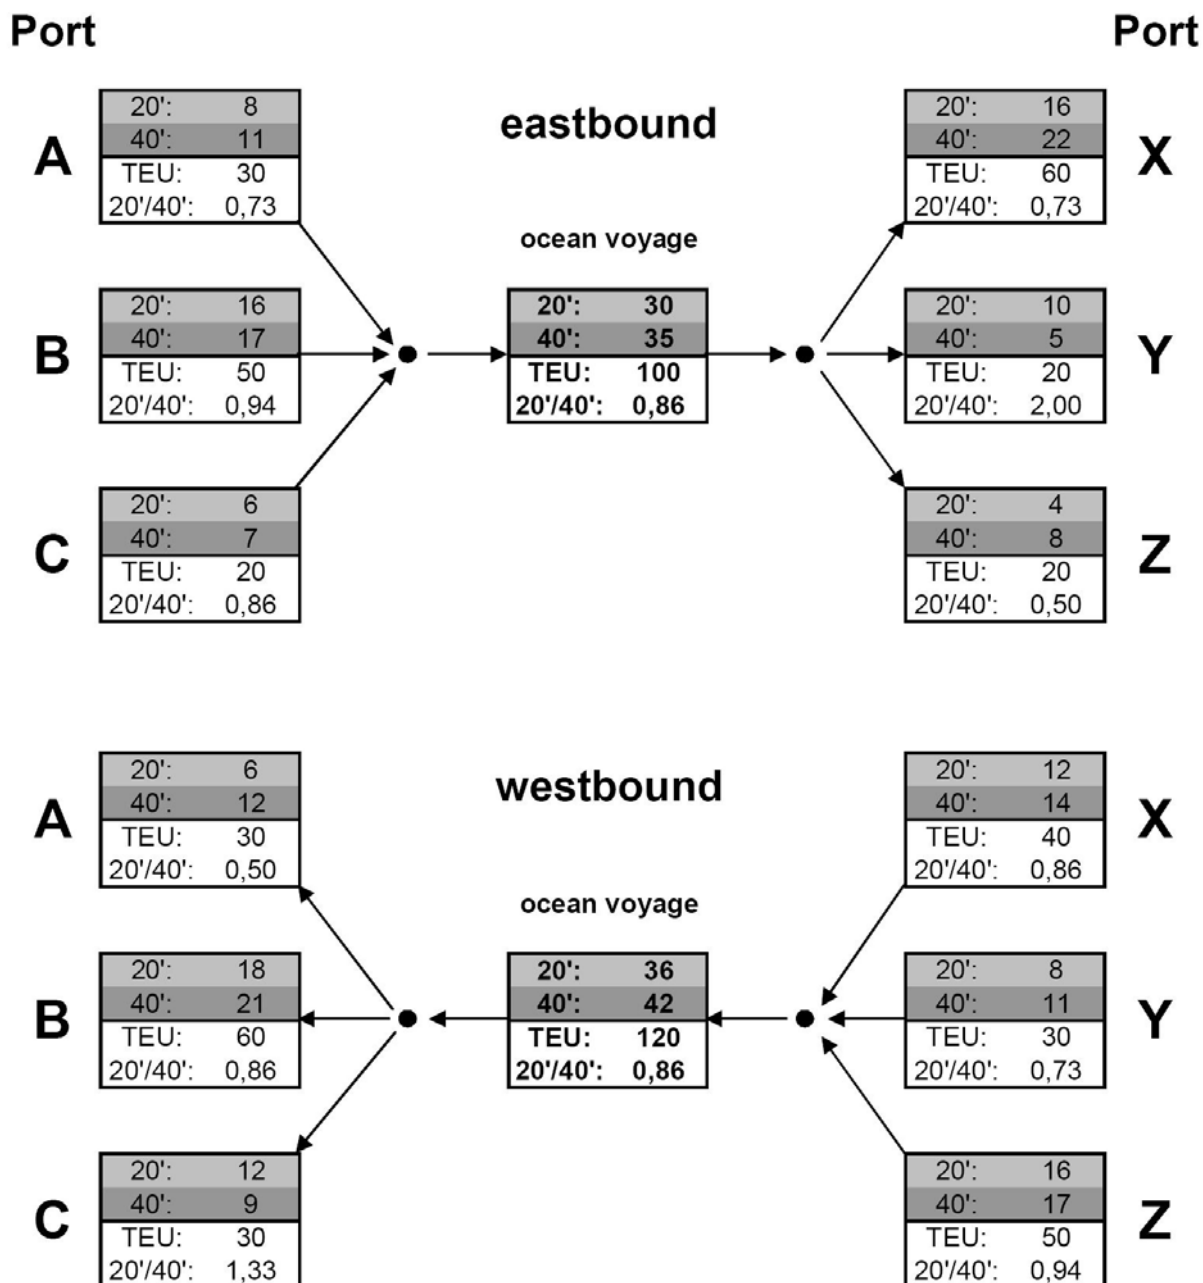 Port Port
20': 8
40': 11
TEU: 30
20'/40': 0,73
A
eastbound
20': 16
40': 22
TEU: 60
20'/40': 0,73
X
ocean voyage
20': 16
40': 17
TEU: 50
20'/40': 0,94
B
20': 30
40': 35
TEU: 100
20'/40': 0,86
20': 10
40': 5
TEU: 20
20'/40': 2,00
Y
20': 6
40': 7
TEU: 20
20'/40': 0,86
C
20': 4
40': 8
TEU: 20
20'/40': 0,50
Z
20': 6
40': 12
TEU: 30
20'/40': 0,50
A
westbound
20': 12
40': 14
TEU: 40
20'/40': 0,86
X
ocean voyage
20': 18
40': 21
TEU: 60
20'/40': 0,86
B
20': 36
40': 42
TEU: 120
20'/40': 0,86
20': 8
40': 11
TEU: 30
20'/40': 0,73
Y
20': 12
40': 9
TEU: 30
20'/40': 1,33
C
20': 16
40': 17
TEU: 50
20'/40': 0,94
Z